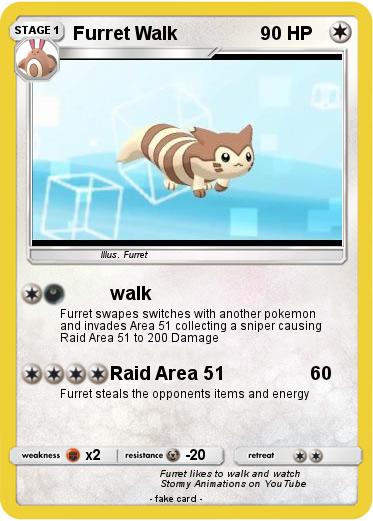 STAGE 1 Furret Walk 90 HP
Illus. Furret
walk
Furret swapes switches with another pokemon
and invades Area 51 collecting a sniper causing
Raid Area 51 to 200 Damage
Raid Area 51 60
Furret steals the opponents items and energy
weakness x2 resistance -20 retreat
Furret likes to walk and watch
Stormy Animations on YouTube
- fake card -